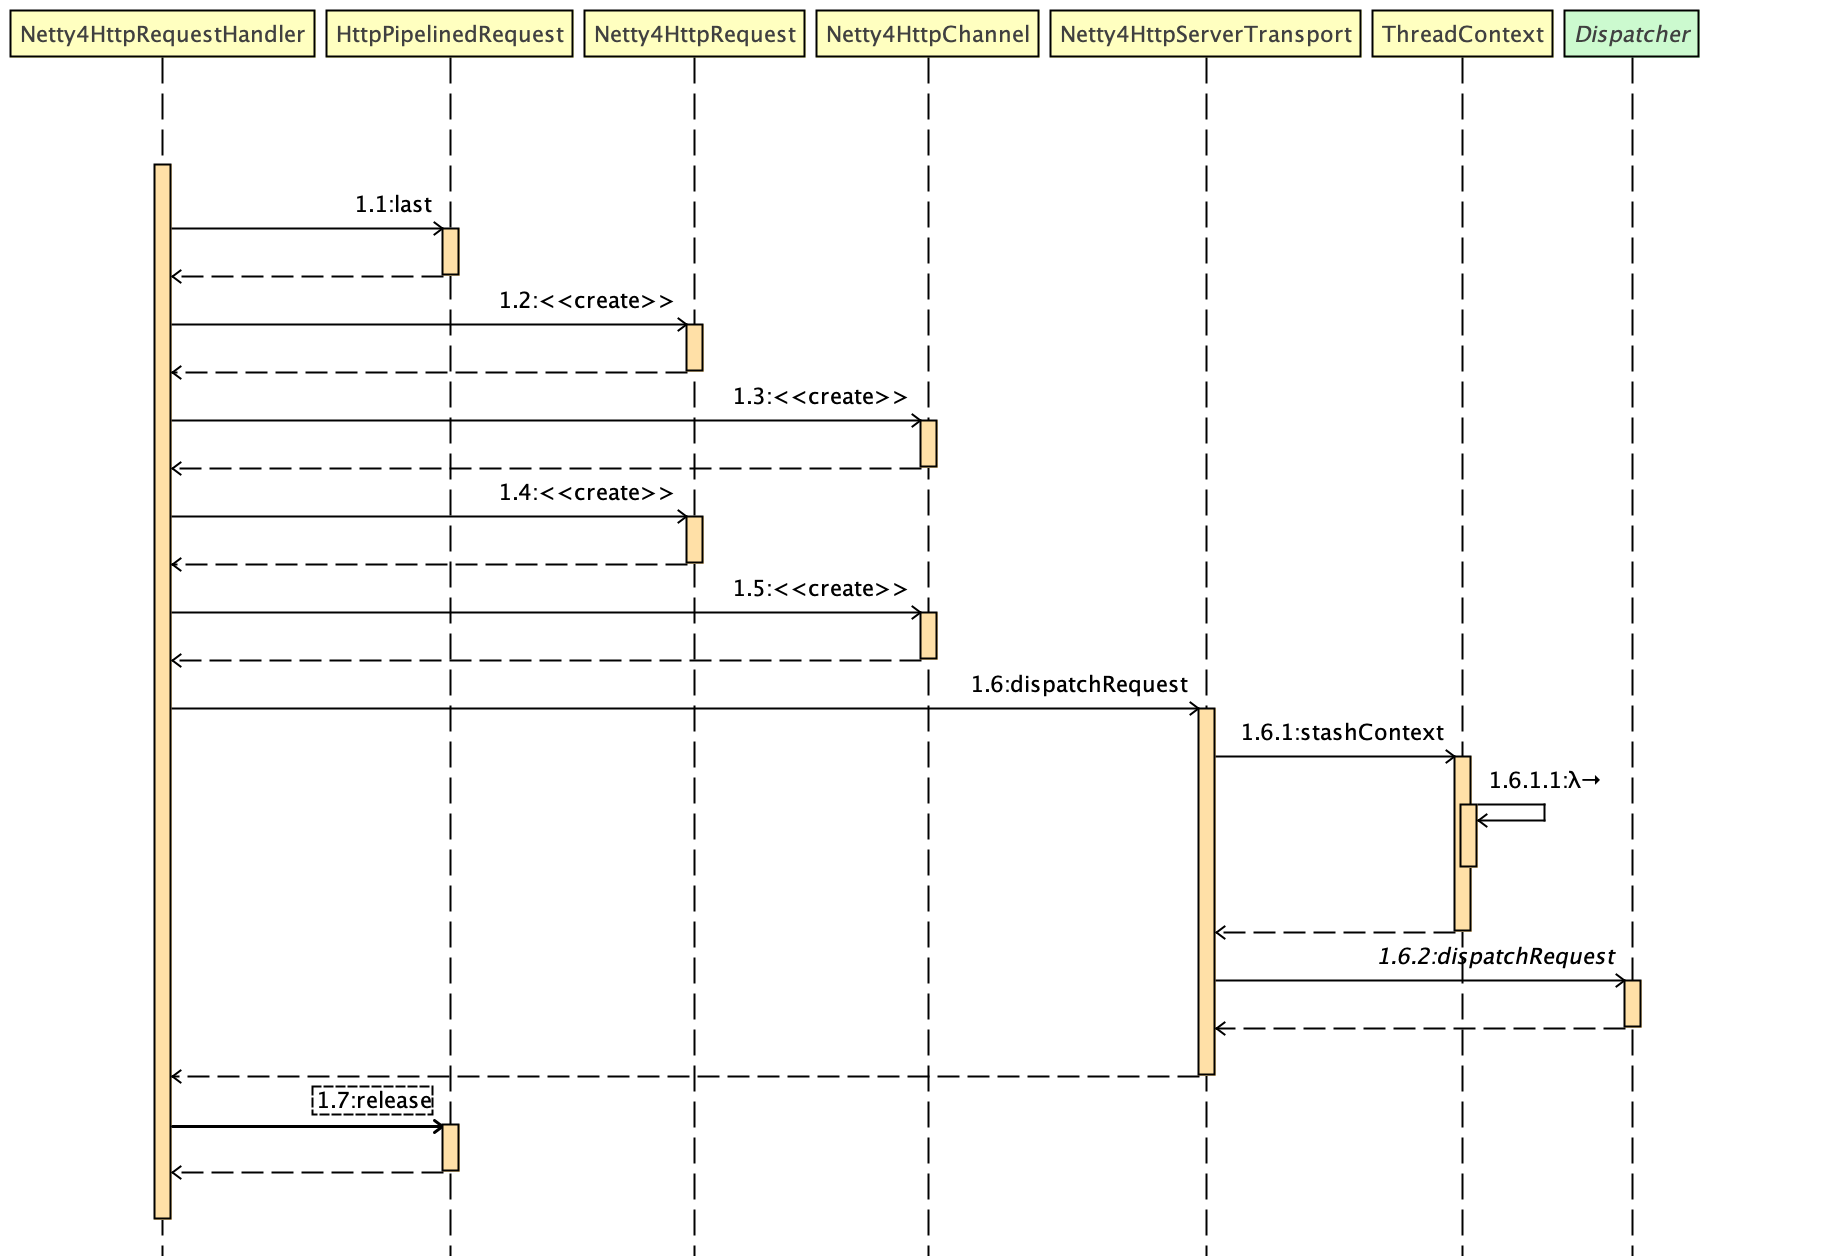 Netty4HttpRequestHandler
HttpPipelinedRequest
Netty4HttpRequest
Netty4HttpChannel
Netty4HttpServerTransport
ThreadContext
Dispatcher
1.1:last
1.2:<<create>>
1.3:<<create>>
1.4:<<create>>
1.5:<<create>>
1.6:dispatchRequest
1.6.1:stashContext
1.6.1.1:λ→
1.6.2:dispatchRequest
1.7:release